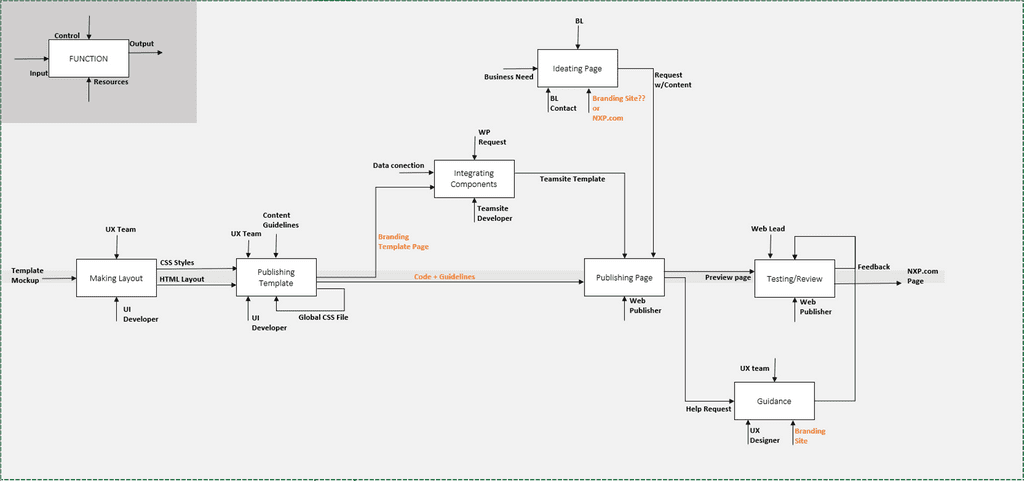 Control
Output
FUNCTION
Input
Resources
BL
Ideating Page
Business Need
Request
w/Content
BL
Contact
Branding Site??
or
NXP.com
WP
Request
Data conection
Integrating
Components
Teamsite Template
Teamsite
Developer
Content
Guidelines
UX Team
UX Team
Branding
Template Page
Web Lead
Template
Mockup
Making Layout
CSS Styles
HTML Layout
Publishing
Template
Code + Guidelines
Publishing Page
Preview page
Testing/Review
Feedback
NXP.com
Page
UI
Developer
UI
Developer
Global CSS File
Web
Publisher
Web
Publisher
UX team
Guidance
Help Request
UX
Designer
Branding
Site